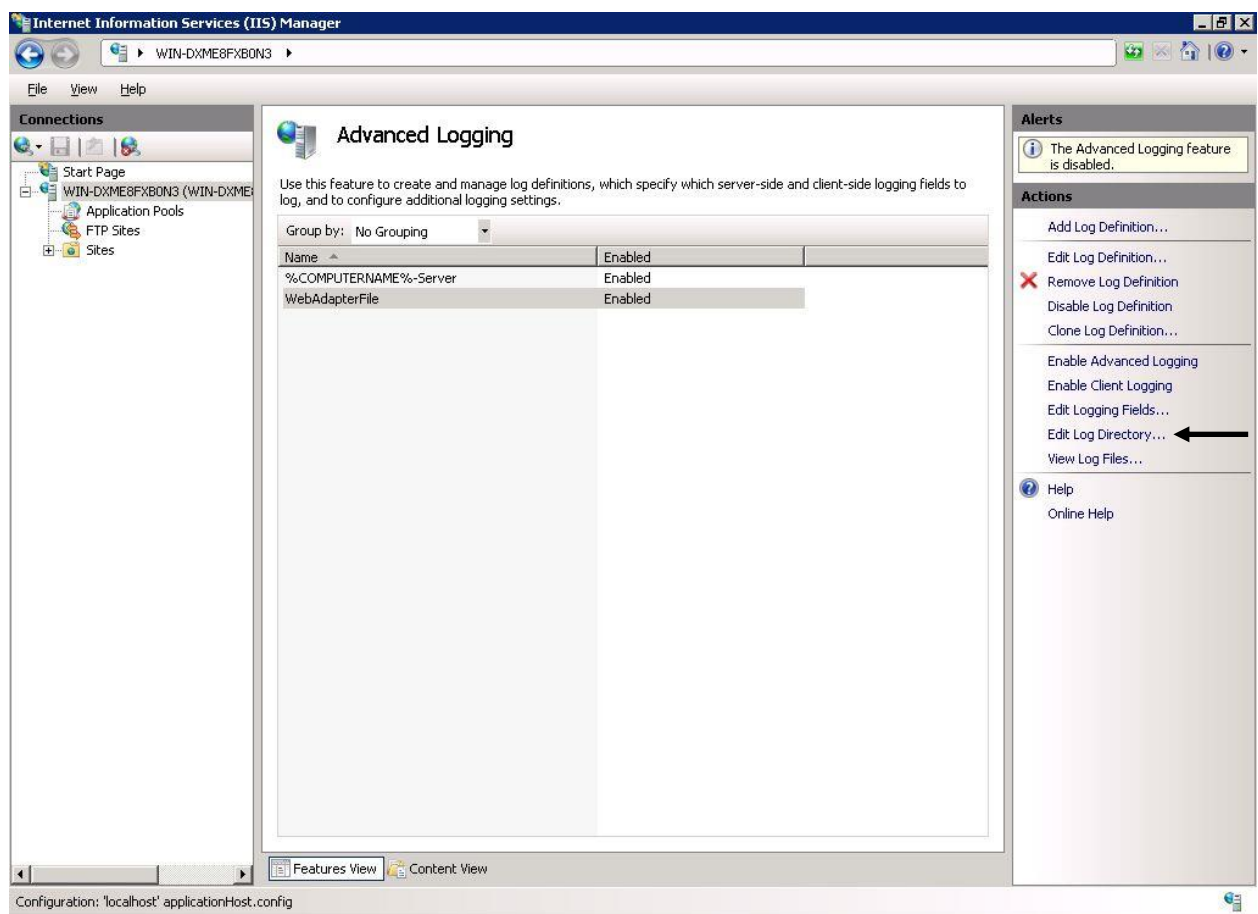 Internet Information Services (IIS) Manager
WIN-DXME8FXB0N3
File View Help
Connections
Start Page
WIN-DXME8FXB0N3 (WIN-DXME
Application Pools
FTP Sites
Sites
Advanced Logging
Use this feature to create and manage log definitions, which specify which server-side and client-side logging fields to
log, and to configure additional logging settings.
Group by: No Grouping
Name Enabled
%COMPUTERNAME%-Server Enabled
WebAdapterFile Enabled
Features View Content View
Alerts
The Advanced Logging feature
is disabled.
Actions
Add Log Definition...
Edit Log Definition...
Remove Log Definition
Disable Log Definition
Clone Log Definition...
Enable Advanced Logging
Enable Client Logging
Edit Logging Fields...
Edit Log Directory...
View Log Files...
Help
Online Help
Configuration: 'localhost' applicationHost.config